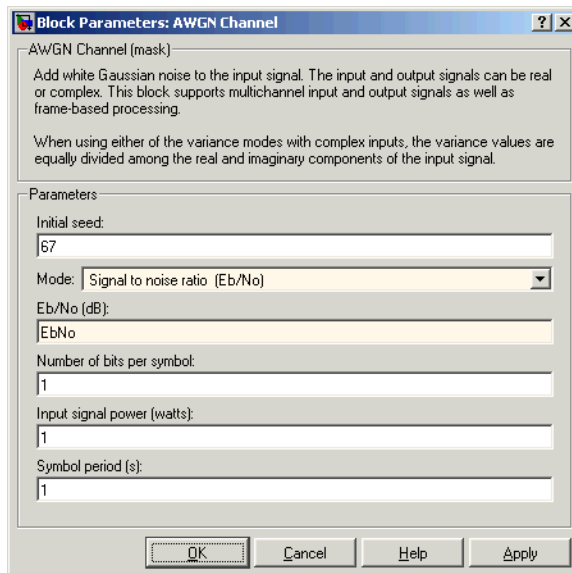 Block Parameters: AWGN Channel
AWGN Channel (mask)
Add white Gaussian noise to the input signal. The input and output signals can be real
or complex. This block supports multichannel input and output signals as well as
frame-based processing.
When using either of the variance modes with complex inputs, the variance values are
equally divided among the real and imaginary components of the input signal.
Parameters
Initial seed:
67
Mode: Signal to noise ratio (Eb/No)
Eb/No (dB):
EbNo
Number of bits per symbol:
1
Input signal power (watts):
1
Symbol period (s):
1
OK Cancel Help Apply